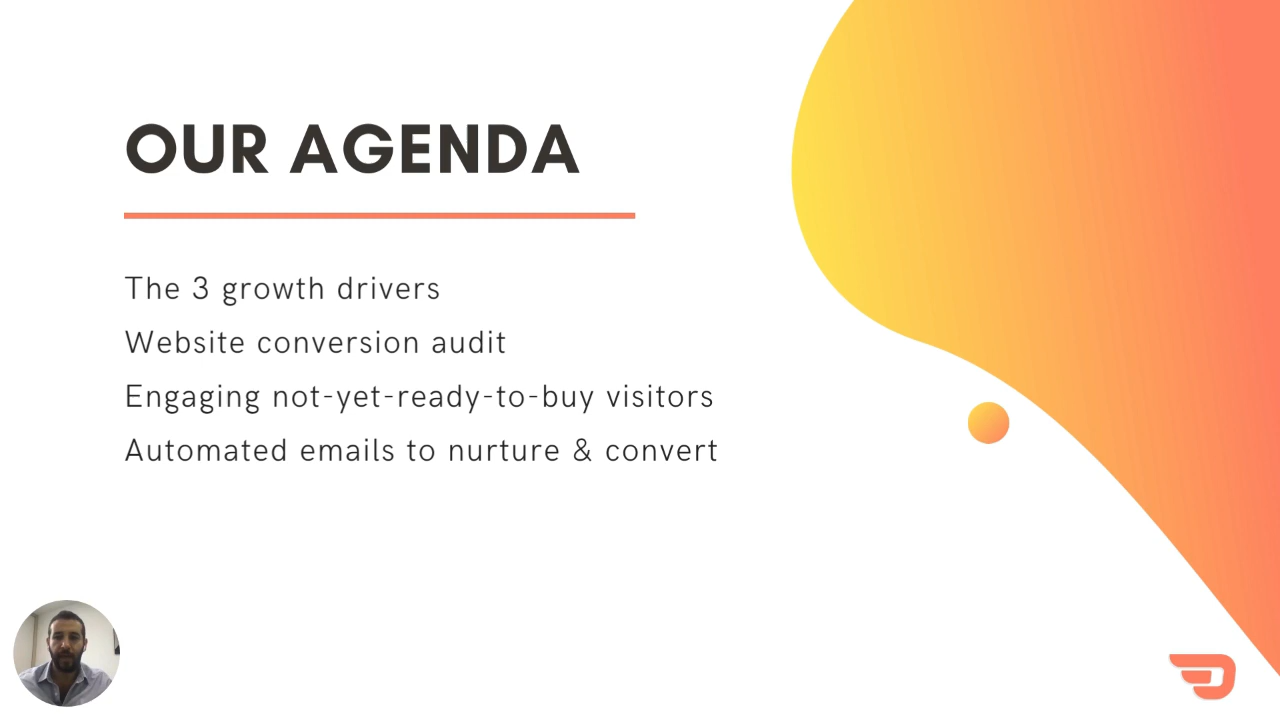 OUR AGENDA
The 3 growth drivers
Website conversion audit
Engaging not-yet-ready-to-buy visitors
Automated emails to nurture & convert